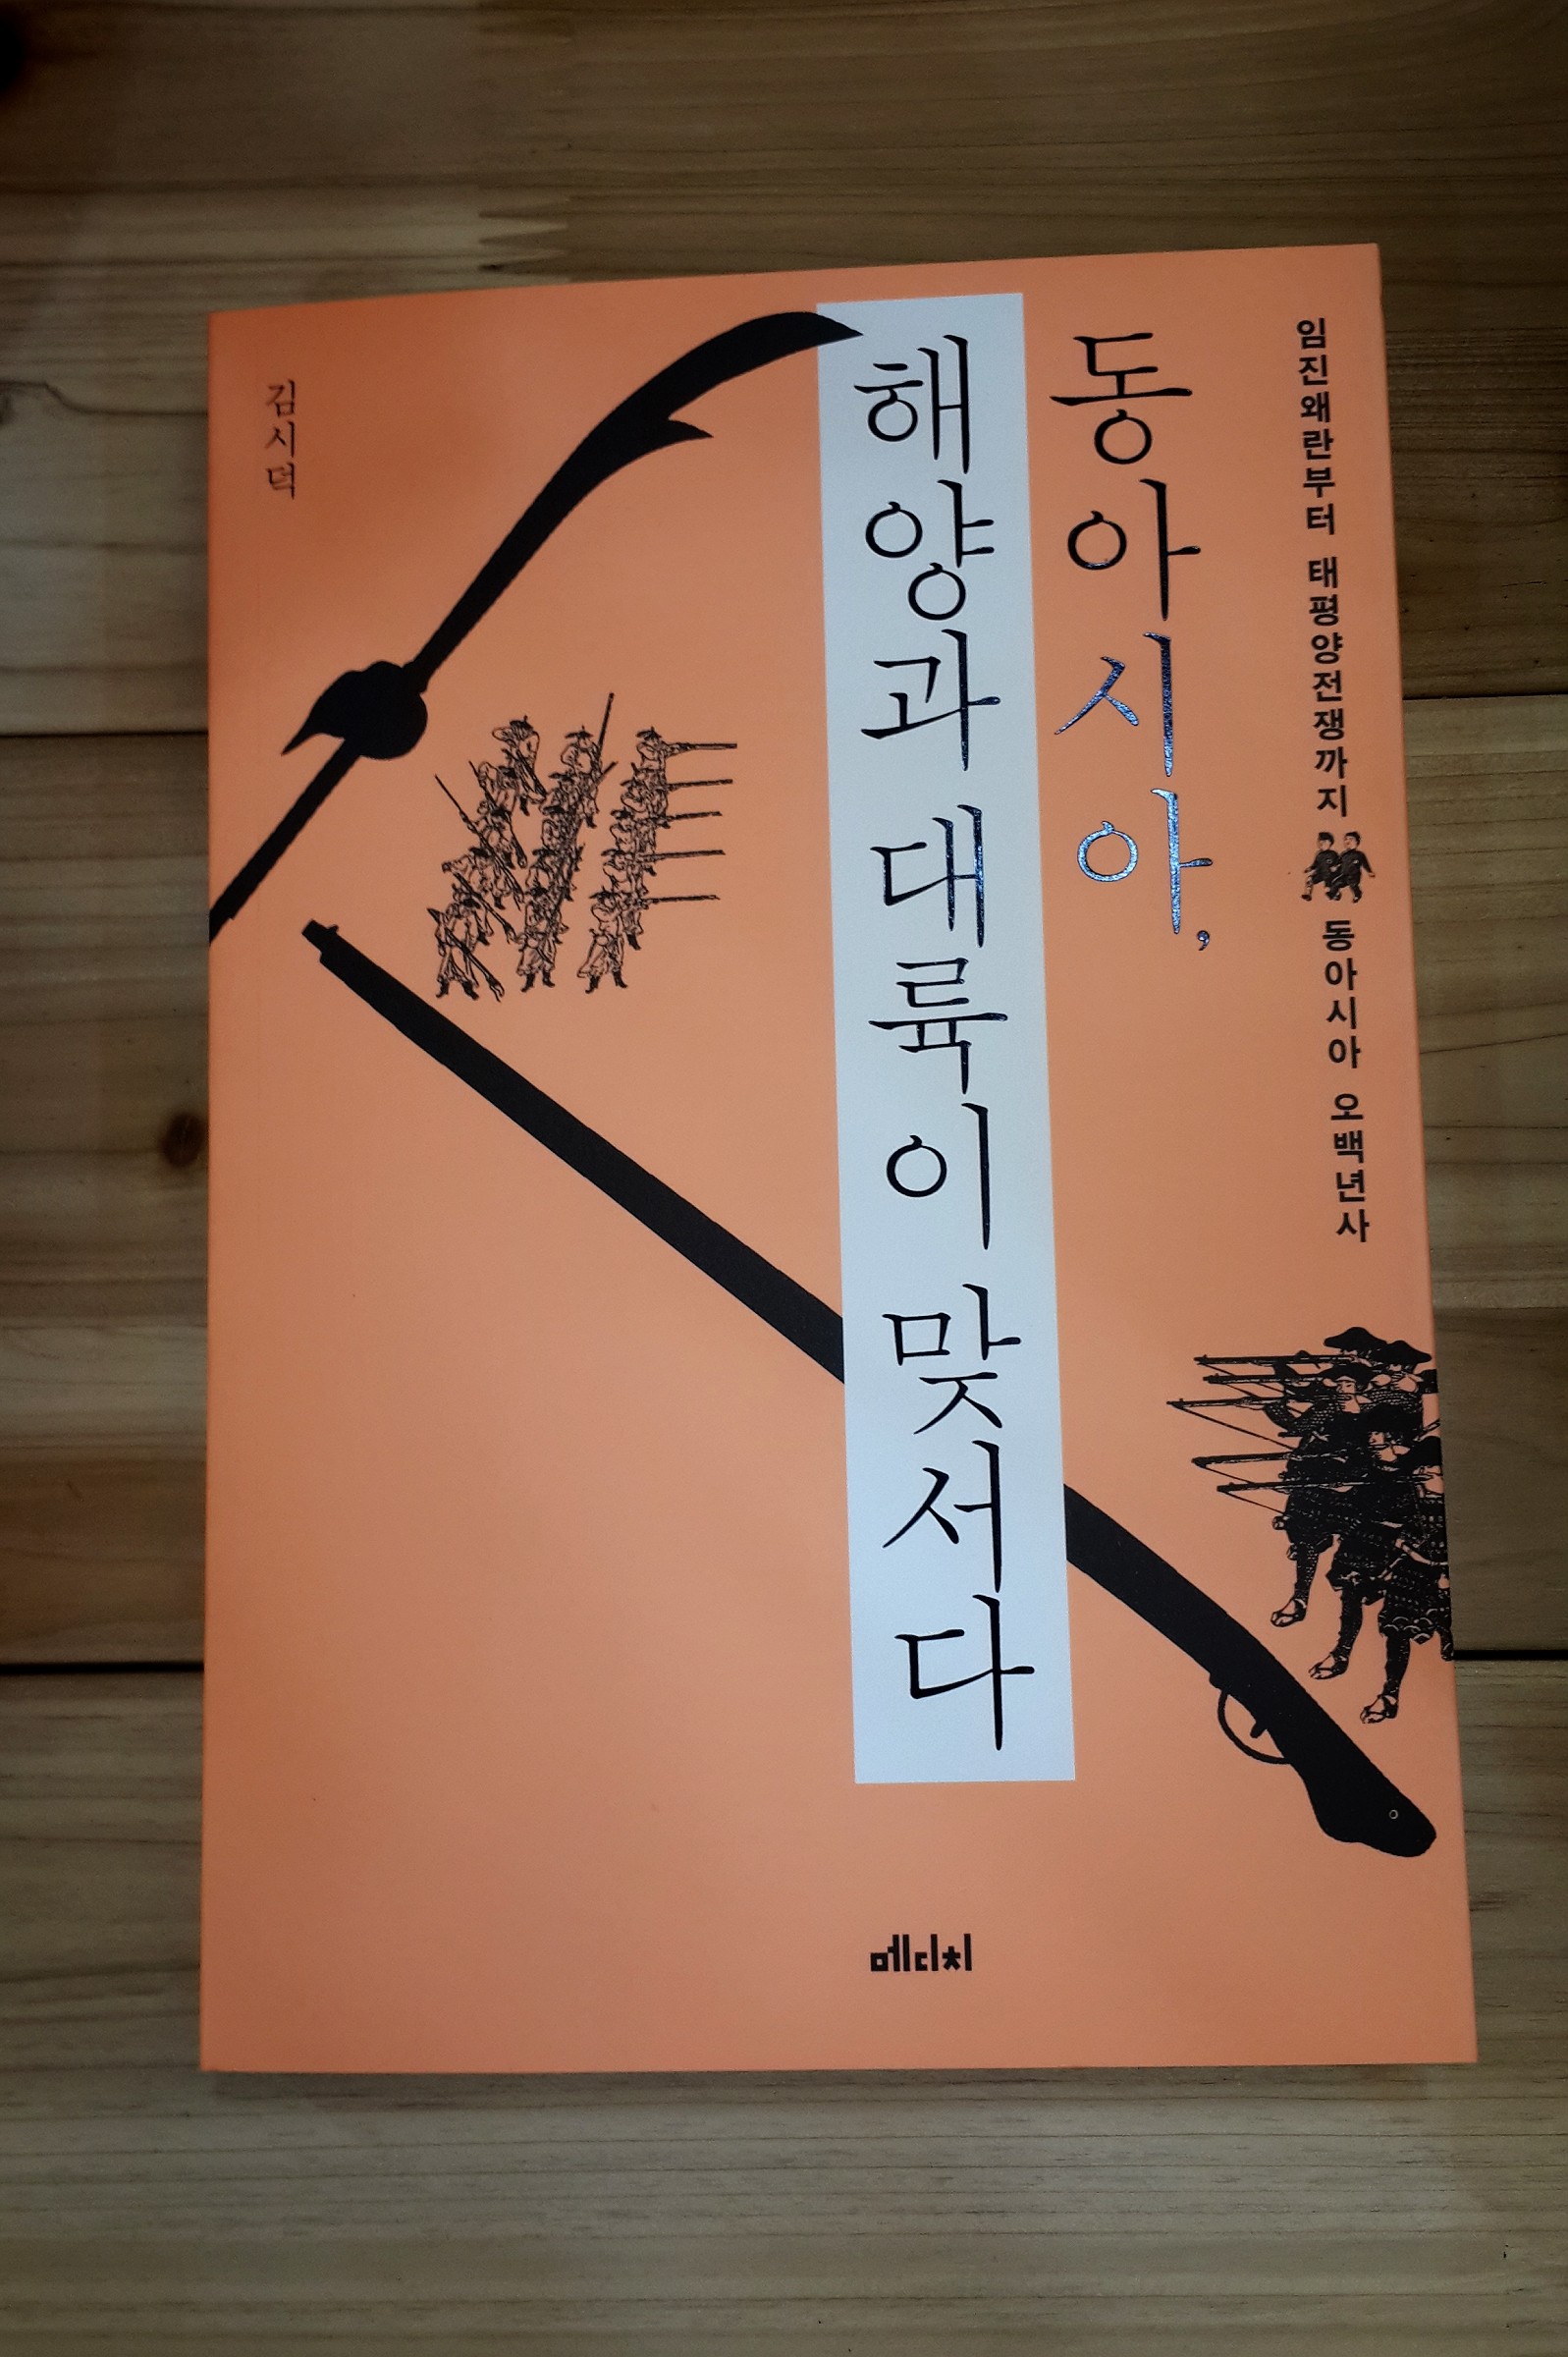 임진왜란부터 태평양전쟁까지 동아시아 오백년사
동아시아,
해양과 대륙이 맞서다
김시덕
메디치